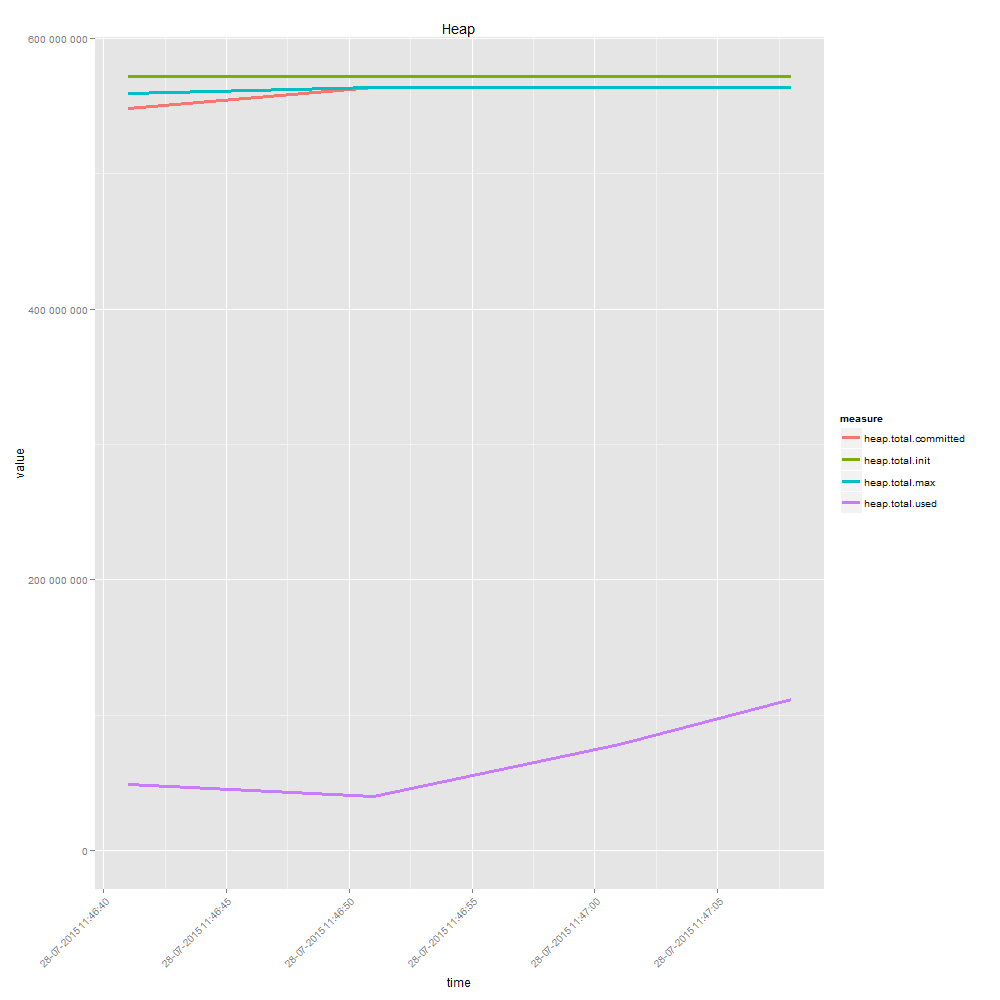 Heap
600 000 000
400 000 000
200 000 000
0
value
28-07-2015 11:46:40
28-07-2015 11:46:45
28-07-2015 11:46:50
28-07-2015 11:46:55
28-07-2015 11:47:00
28-07-2015 11:47:05
time
measure
heap.total.committed
heap.total.init
heap.total.max
heap.total.used